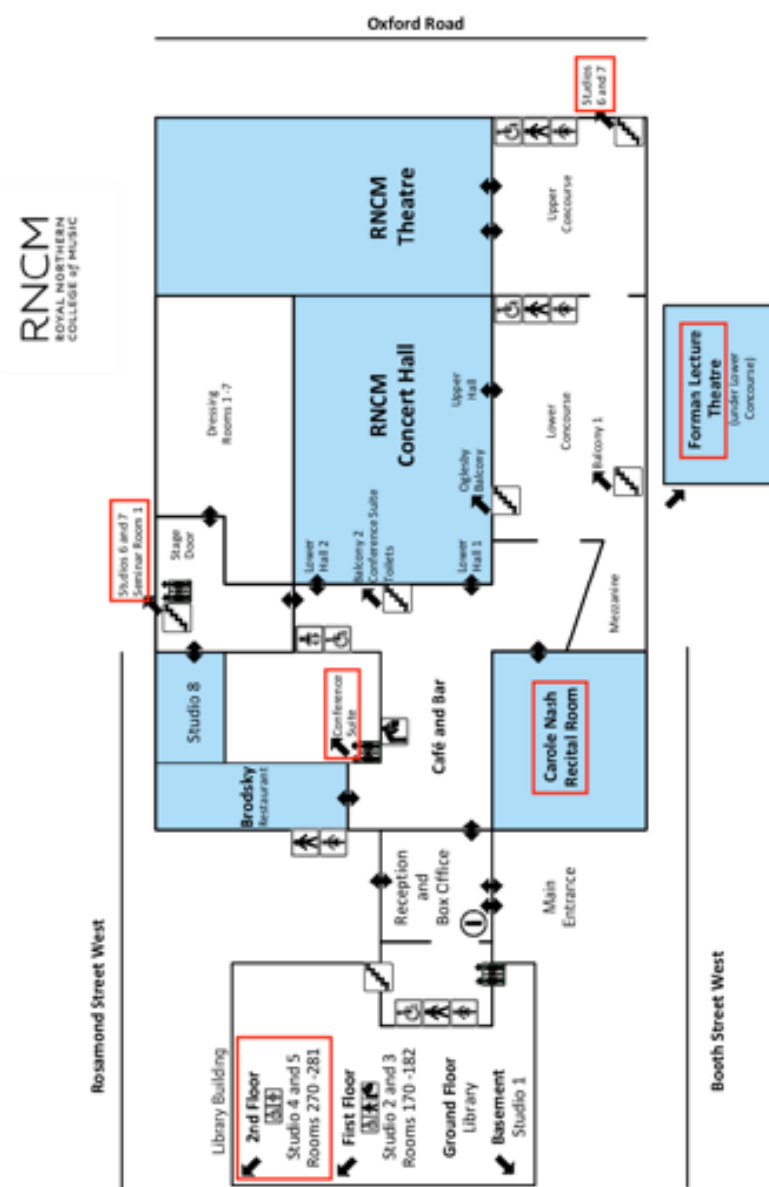 Oxford Road
RNCM
ROYAL NORTHERN
COLLEGE of MUSIC
Studios
6 and 7
RNCM
Theatre
Upper
Concourse
Dressing
Rooms 1 -7
RNCM
Concert Hall
Upper
Hall
Oglesby
Balcony
Lower
Concourse
Balcony 1
Forman Lecture
Theatre
(under Lower
Concourse)
Studios 6 and 7
Seminar Room 1
Stage
Door
Lower
Hall 2
Balcony 2
Conference Suite
Toilets
Lower
Hall 1
Mezzanine
Studio 8
Conference
Suite
Café and Bar
Carole Nash
Recital Room
Brodsky
Restaurant
Reception
and
Box Office
Main
Entrance
Rosamond Street West
Booth Street West
Library Building
2nd Floor
Studio 4 and 5
Rooms 270 -281
First Floor
Studio 2 and 3
Rooms 170 -182
Ground Floor
Library
Basement
Studio 1